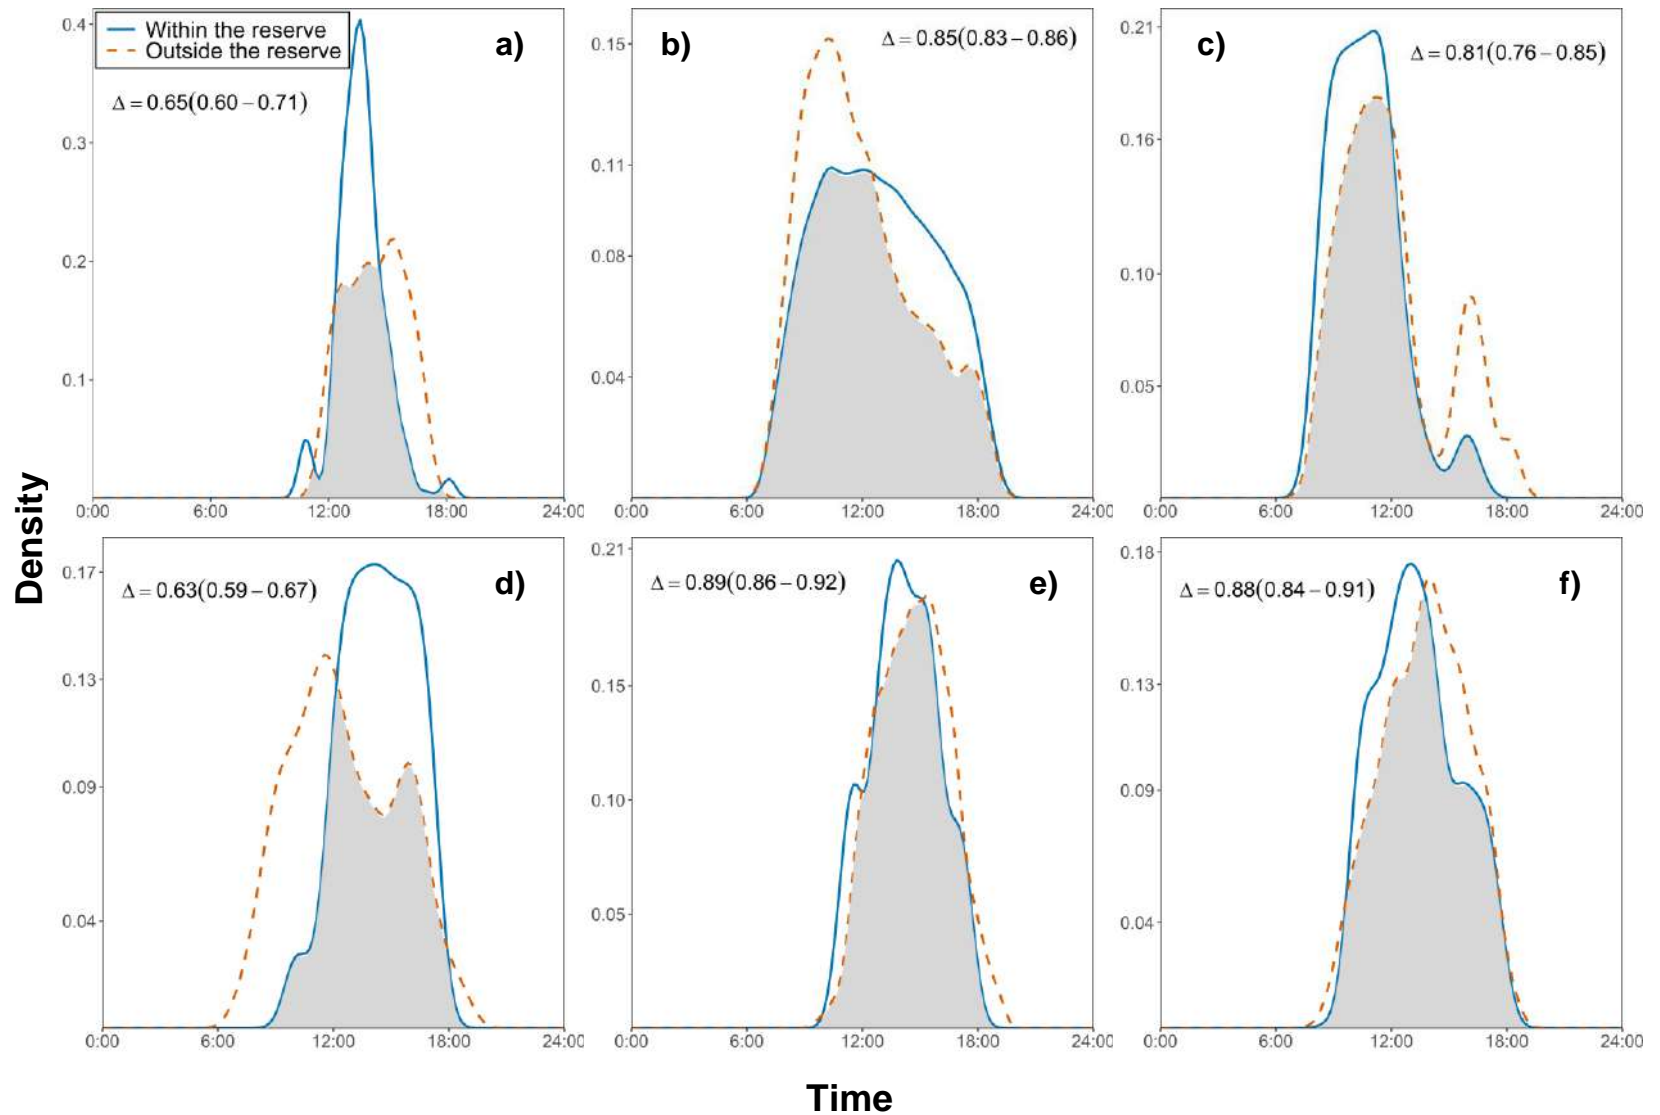 Within the reserve
Outside the reserve
a)
Δ = 0.65(0.60 – 0.71)
0.4
0.3
0.2
0.1
0:00 6:00 12:00 18:00 24:00
b)
Δ = 0.85(0.83 – 0.86)
0.15
0.11
0.08
0.04
0:00 6:00 12:00 18:00 24:00
c)
Δ = 0.81(0.76 – 0.85)
0.21
0.16
0.10
0.05
0:00 6:00 12:00 18:00 24:00
Density
d)
Δ = 0.63(0.59 – 0.67)
0.17
0.13
0.09
0.04
0:00 6:00 12:00 18:00 24:00
e)
Δ = 0.89(0.86 – 0.92)
0.21
0.15
0.10
0.05
0:00 6:00 12:00 18:00 24:00
f)
Δ = 0.88(0.84 – 0.91)
0.18
0.13
0.09
0.04
0:00 6:00 12:00 18:00 24:00
Time